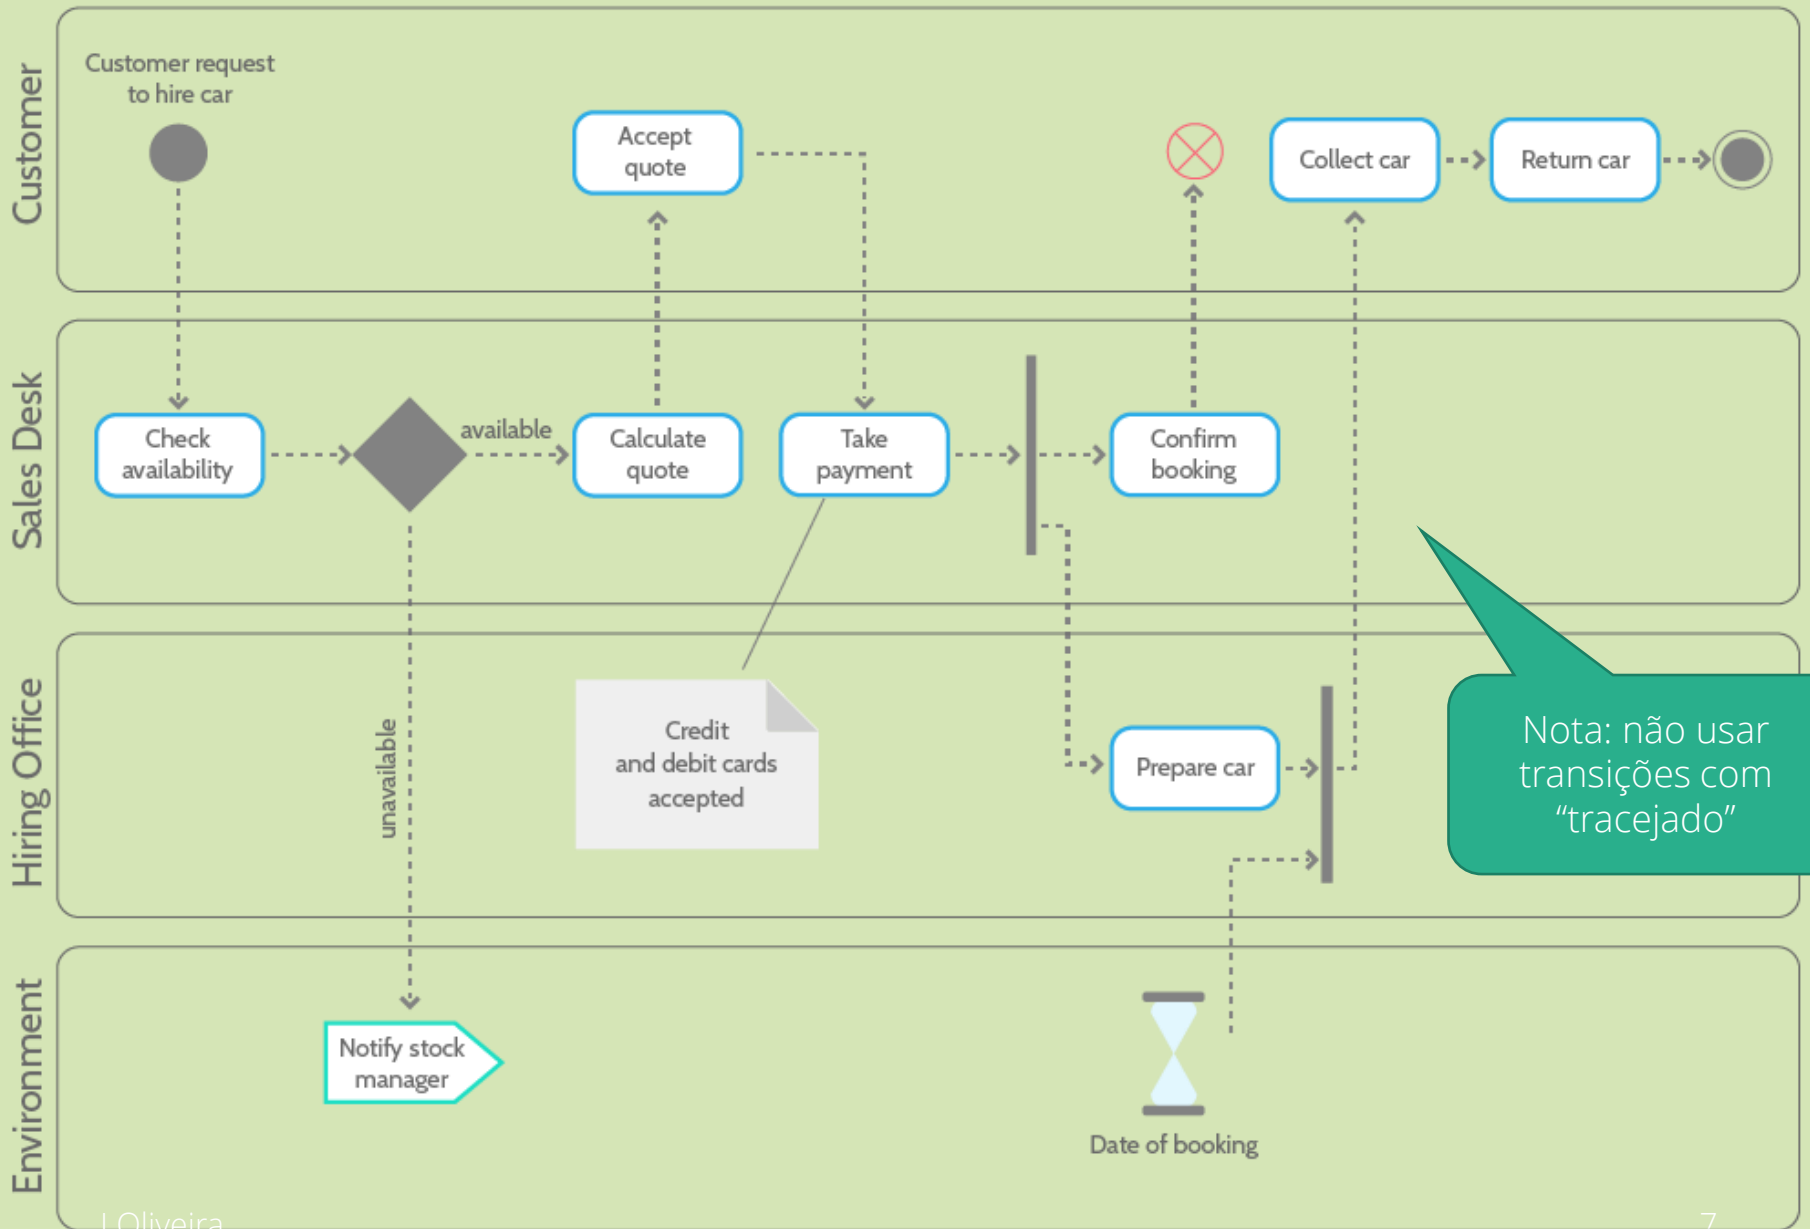 Customer
Customer request
to hire car
Accept
quote
Collect car
Return car
Sales Desk
Check
availability
available
Calculate
quote
Take
payment
Confirm
booking
Hiring Office
unavailable
Credit
and debit cards
accepted
Prepare car
Nota: não usar
transições com
“tracejado”
Environment
Notify stock
manager
Date of booking
I Oliveira
7